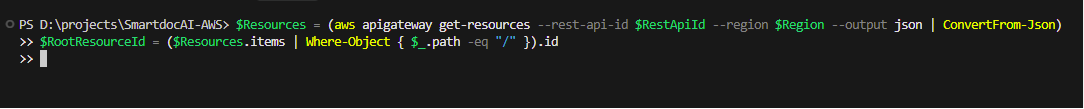 PS D:\projects\SmartdocAI-AWS> $Resources = (aws apigateway get-resources --rest-api-id $RestApiId --region $Region --output json | ConvertFrom-Json)
>> $RootResourceId = ($Resources.items | Where-Object { $_.path -eq "/" }).id
>>